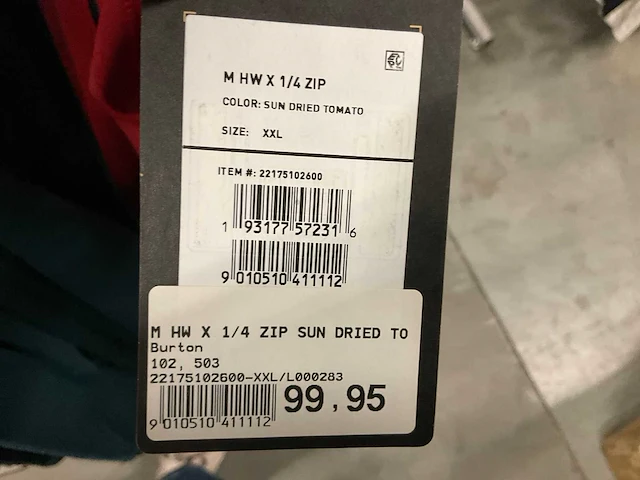 M HW X 1/4 ZIP
COLOR: SUN DRIED TOMATO
SIZE: XXL
ITEM #: 22175102600
1 93177 57231 6
9 010510 411112
M HW X 1/4 ZIP SUN DRIED TO
Burton
102, 503
22175102600-XXL/L000283
99,95
9 010510 411112